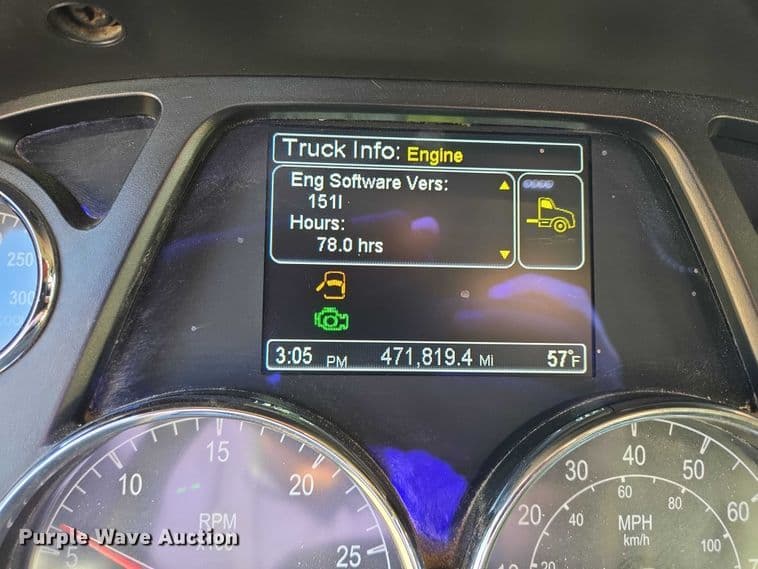 Truck Info: Engine
Eng Software Vers:
151I
Hours:
78.0 hrs
3:05 PM 471,819.4 Mi 57°F
250
300
15
10
20
RPM
5
25
40
30
50
60
20
40
80
60
MPH
km/h
100
10
20
Purple Wave Auction